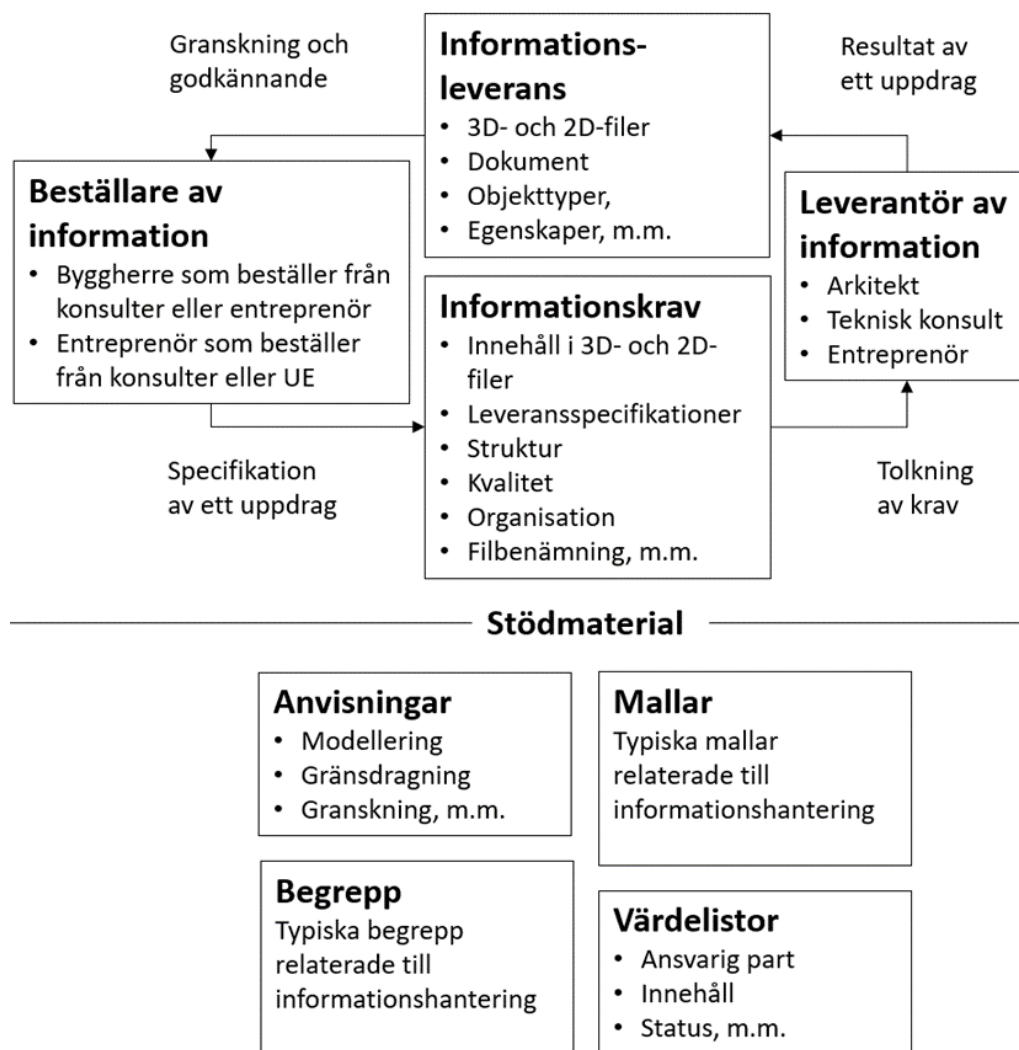 Granskning och
godkännande
Informations-
leverans
• 3D- och 2D-filer
• Dokument
• Objekttyper,
• Egenskaper, m.m.
Resultat av
ett uppdrag
Beställare av
information
• Byggherre som beställer från
konsulter eller entreprenör
• Entreprenör som beställer
från konsulter eller UE
Leverantör av
information
• Arkitekt
• Teknisk konsult
• Entreprenör
Informationskrav
• Innehåll i 3D- och 2D-
filer
• Leveransspecifikationer
• Struktur
• Kvalitet
• Organisation
• Filbenämning, m.m.
Specifikation
av ett uppdrag
Tolkning
av krav
Stödmaterial
Anvisningar
• Modellering
• Gränsdragning
• Granskning, m.m.
Mallar
Typiska mallar
relaterade till
informationshantering
Begrepp
Typiska begrepp
relaterade till
informationshantering
Värdelistor
• Ansvarig part
• Innehåll
• Status, m.m.